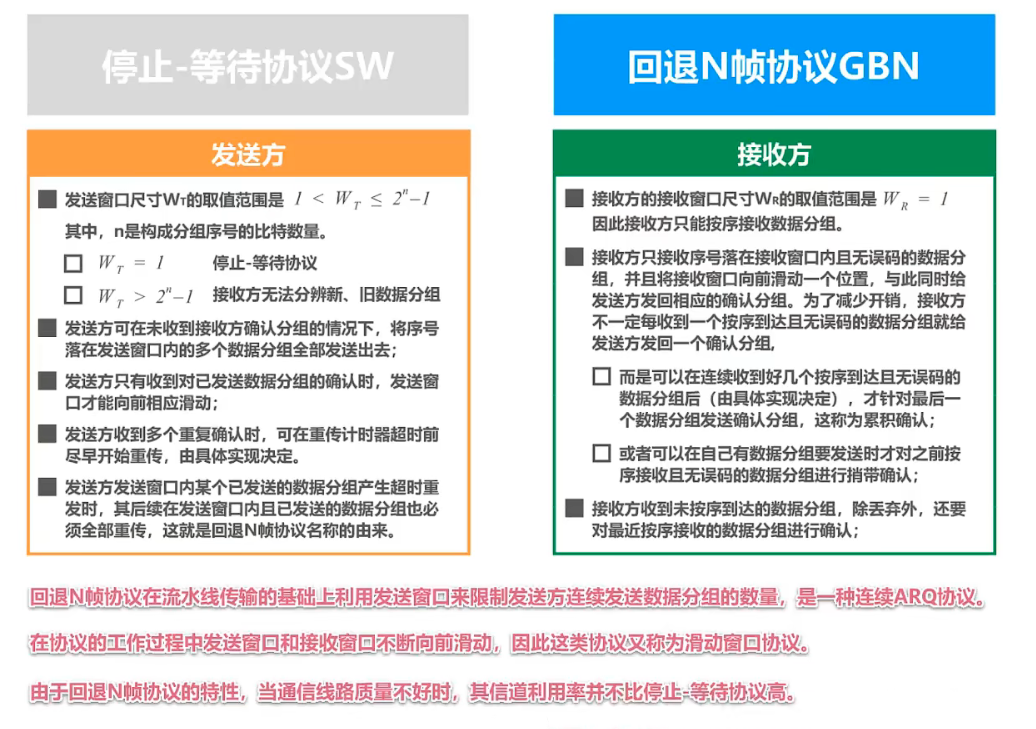 停止-等待协议SW
回退N帧协议GBN
发送方
发送窗口尺寸WT的取值范围是 1 < W_T ≤ 2^n–1
其中，n是构成分组序号的比特数量。
W_T = 1 停止-等待协议
W_T > 2^n–1 接收方无法分辨新、旧数据分组
发送方可在未收到接收方确认分组的情况下，将序号
落在发送窗口内的多个数据分组全部发送出去；
发送方只有收到对已发送数据分组的确认时，发送窗
口才能向前相应滑动；
发送方收到多个重复确认时，可在重传计时器超时前
尽早开始重传，由具体实现决定。
发送方发送窗口内某个已发送的数据分组产生超时重
发时，其后续在发送窗口内且已发送的数据分组也必
须全部重传，这就是回退N帧协议名称的由来。
接收方
接收方的接收窗口尺寸WR的取值范围是 W_R = 1
因此接收方只能按序接收数据分组。
接收方只接收序号落在接收窗口内且无误码的数据分
组，并且将接收窗口向前滑动一个位置，与此同时给
发送方发回相应的确认分组。为了减少开销，接收方
不一定每收到一个按序到达且无误码的数据分组就给
发送方发回一个确认分组,
而是可以在连续收到好几个按序到达且无误码的
数据分组后（由具体实现决定），才针对最后一
个数据分组发送确认分组，这称为累积确认；
或者可以在自己有数据分组要发送时才对之前按
序接收且无误码的数据分组进行捎带确认；
接收方收到未按序到达的数据分组，除丢弃外，还要
对最近按序接收的数据分组进行确认；
回退N帧协议在流水线传输的基础上利用发送窗口来限制发送方连续发送数据分组的数量，是一种连续ARQ协议。
在协议的工作过程中发送窗口和接收窗口不断向前滑动，因此这类协议又称为滑动窗口协议。
由于回退N帧协议的特性，当通信线路质量不好时，其信道利用率并不比停止-等待协议高。